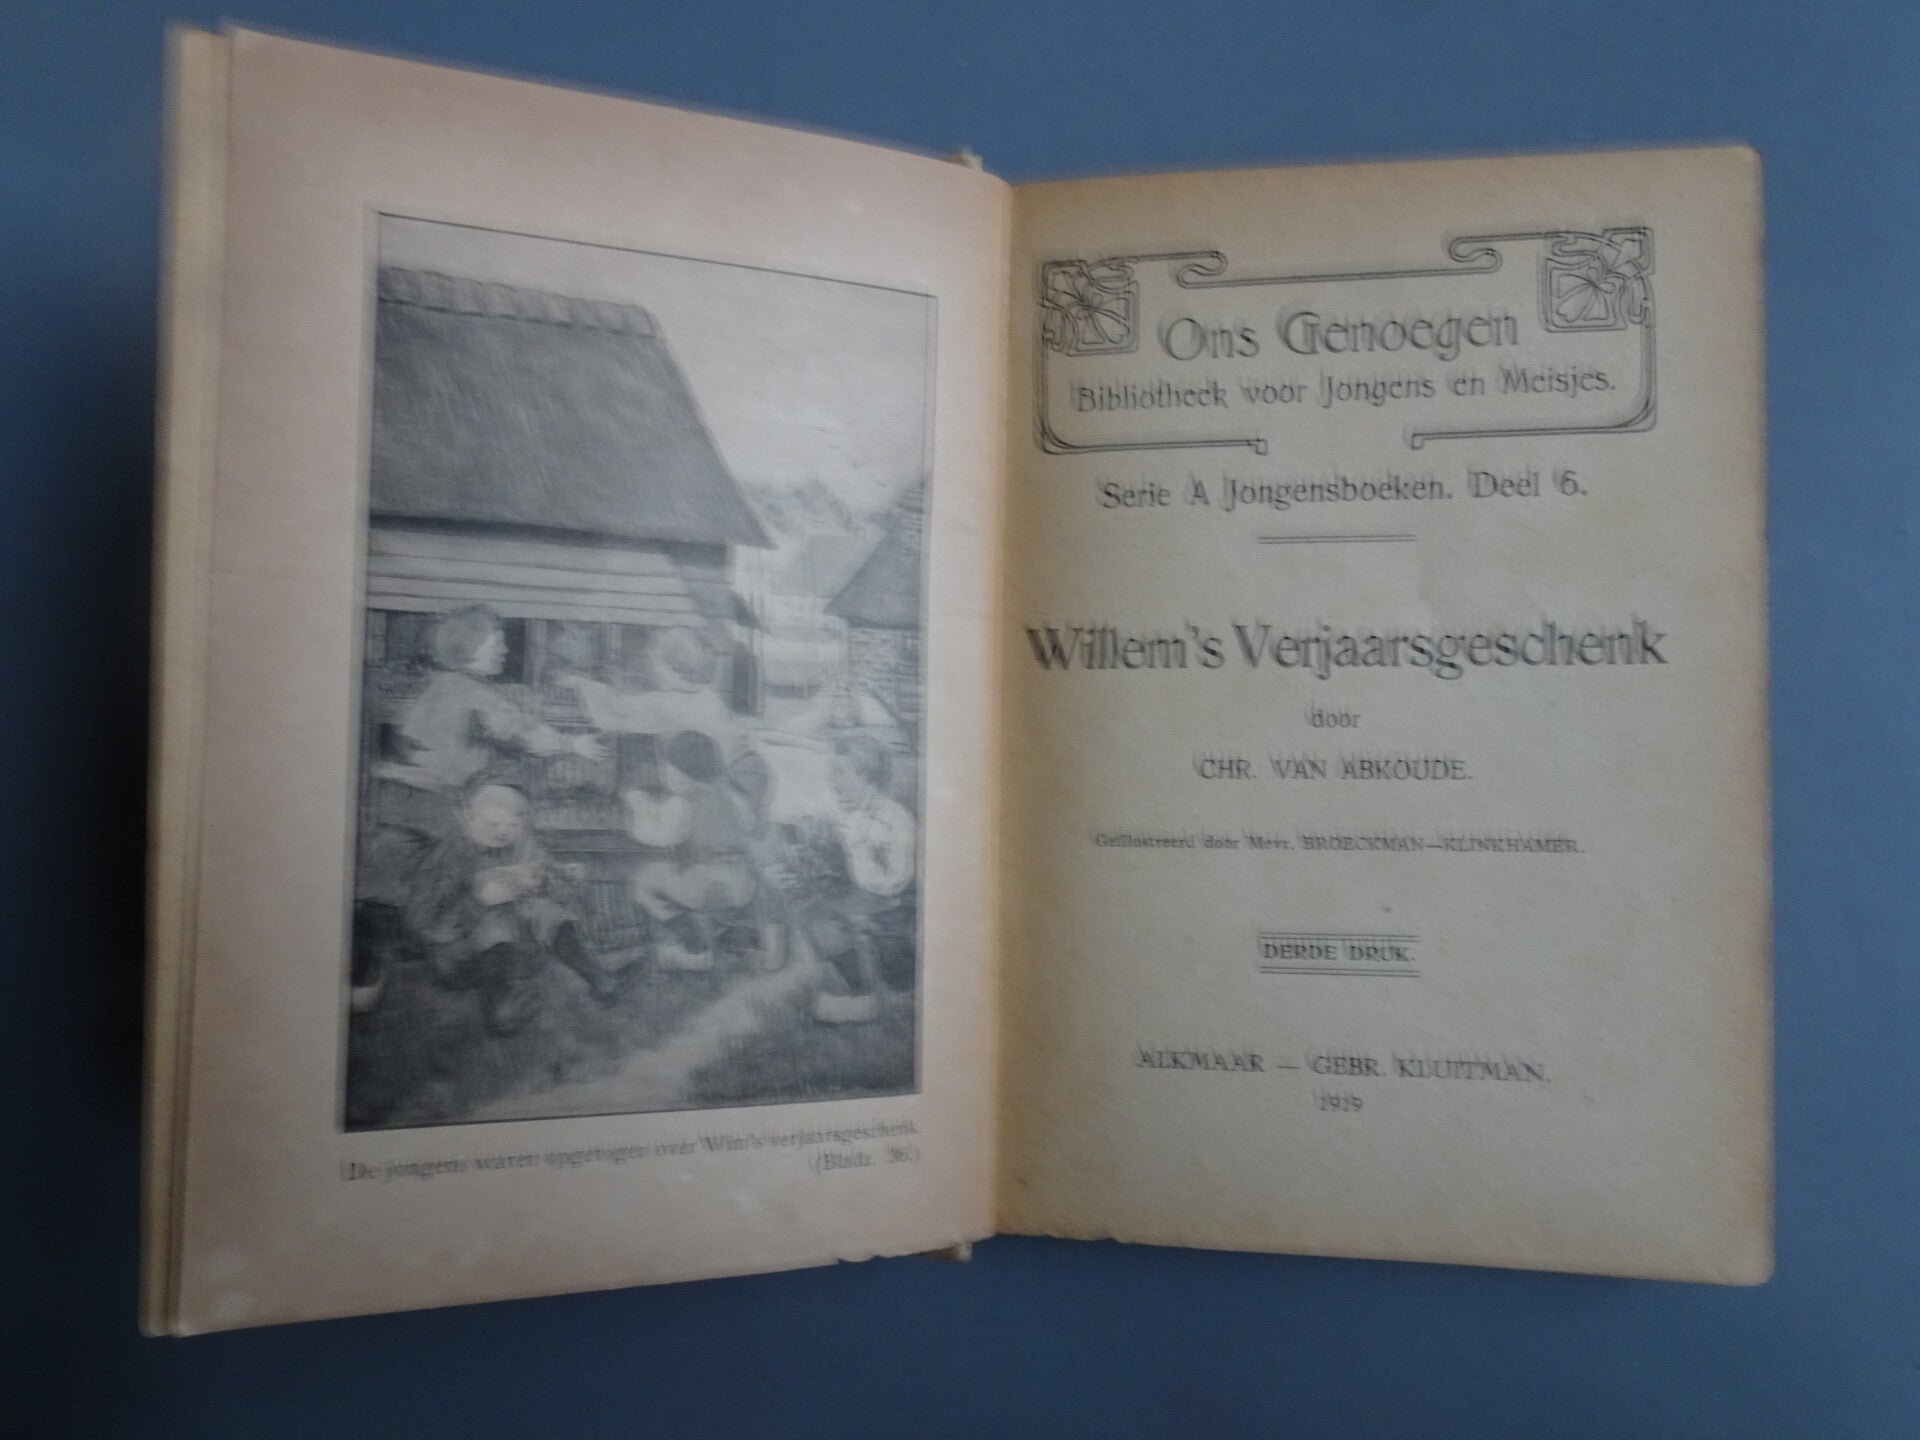 De jongens waren opgetogen over Wim's verjaarsgeschenk.
(Bladz. 36.)
Ons Genoegen
Bibliotheek voor Jongens en Meisjes.
Serie A Jongensboeken. Deel 6.
Willem's Verjaarsgeschenk
door
CHR. VAN ABKOUDE.
Geïllustreerd door Mevr. BROECKMAN—KLINKHAMER.
DERDE DRUK.
ALKMAAR — GEBR. KLUITMAN.
1919